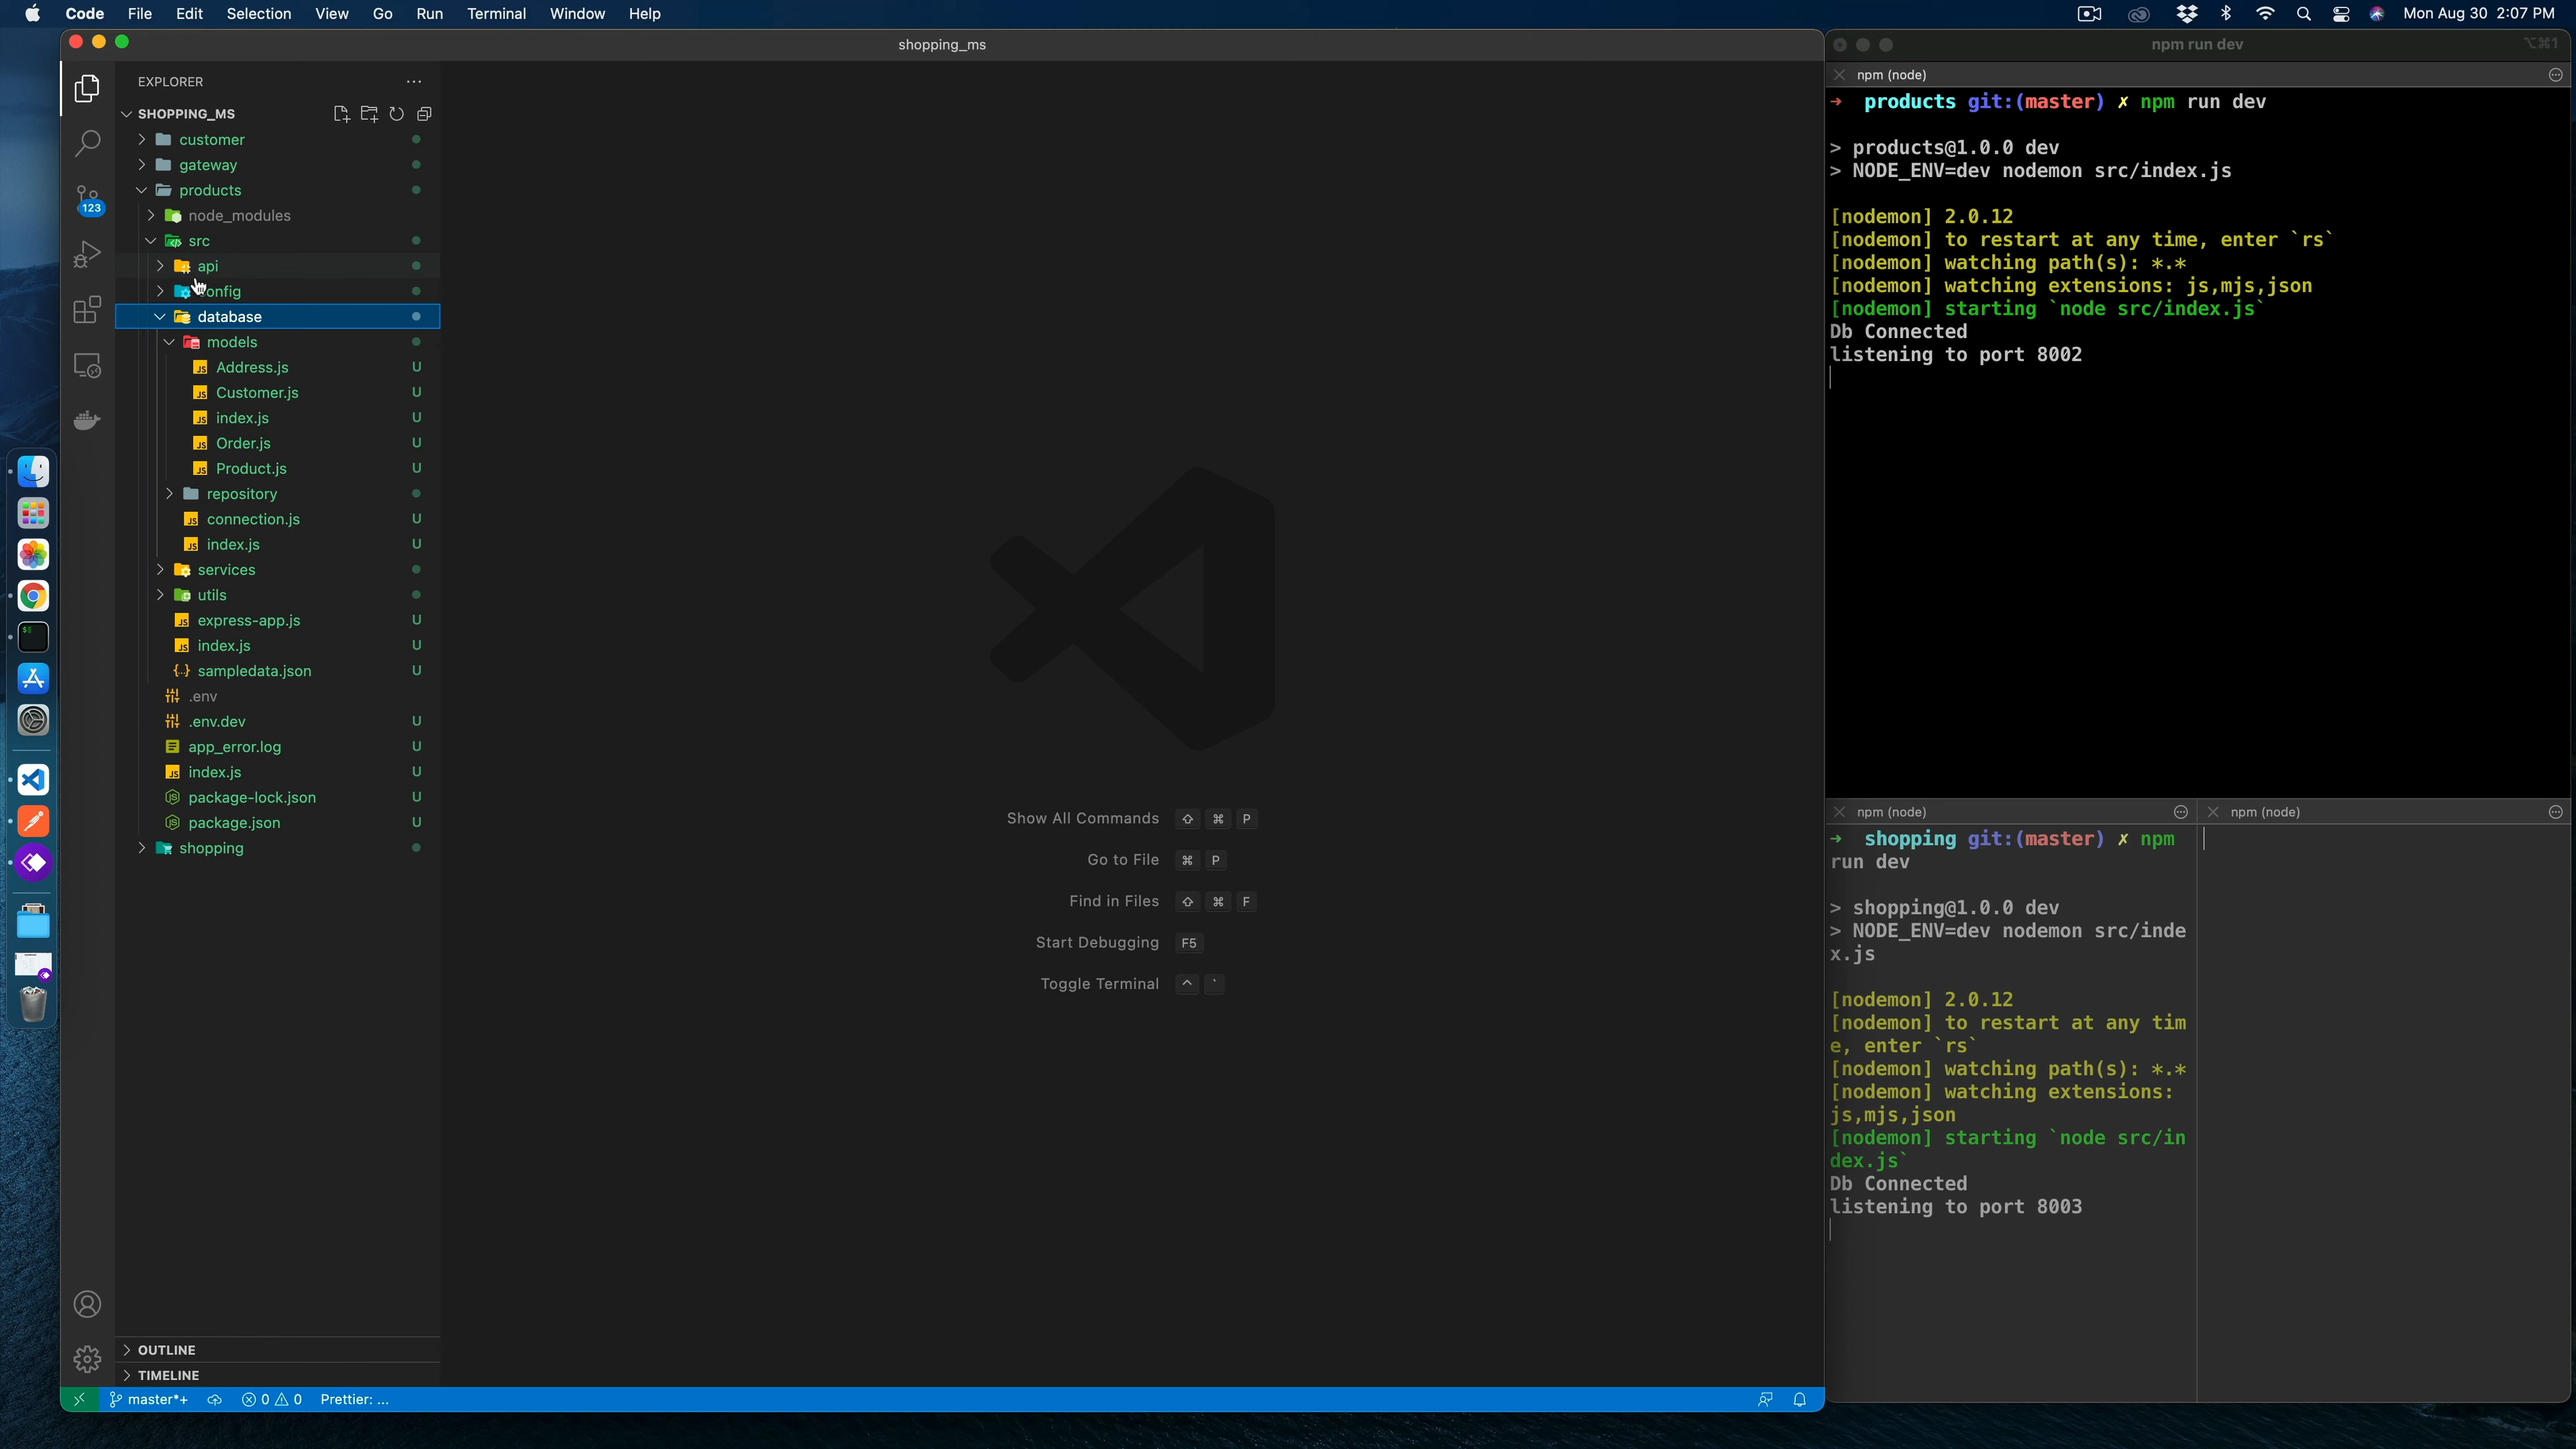 Code File Edit Selection View Go Run Terminal Window Help
Mon Aug 30 2:07 PM
shopping_ms
EXPLORER
SHOPPING_MS
customer
gateway
products
node_modules
src
api
config
database
models
Address.js U
Customer.js U
index.js U
Order.js U
Product.js U
repository
connection.js U
index.js U
services
utils
express-app.js U
index.js U
sampledata.json U
.env
.env.dev U
app_error.log U
index.js U
package-lock.json U
package.json U
shopping
123
OUTLINE
TIMELINE
master*+ 0 0 Prettier: ...
Show All Commands ⇧ ⌘ P
Go to File ⌘ P
Find in Files ⇧ ⌘ F
Start Debugging F5
Toggle Terminal ^ `
npm run dev
⌥⌘1
npm (node)
➜ products git:(master) ✗ npm run dev
> products@1.0.0 dev
> NODE_ENV=dev nodemon src/index.js
[nodemon] 2.0.12
[nodemon] to restart at any time, enter `rs`
[nodemon] watching path(s): *.*
[nodemon] watching extensions: js,mjs,json
[nodemon] starting `node src/index.js`
Db Connected
listening to port 8002
npm (node)
➜ shopping git:(master) ✗ npm
run dev
> shopping@1.0.0 dev
> NODE_ENV=dev nodemon src/inde
x.js
[nodemon] 2.0.12
[nodemon] to restart at any tim
e, enter `rs`
[nodemon] watching path(s): *.*
[nodemon] watching extensions:
js,mjs,json
[nodemon] starting `node src/in
dex.js`
Db Connected
listening to port 8003
npm (node)